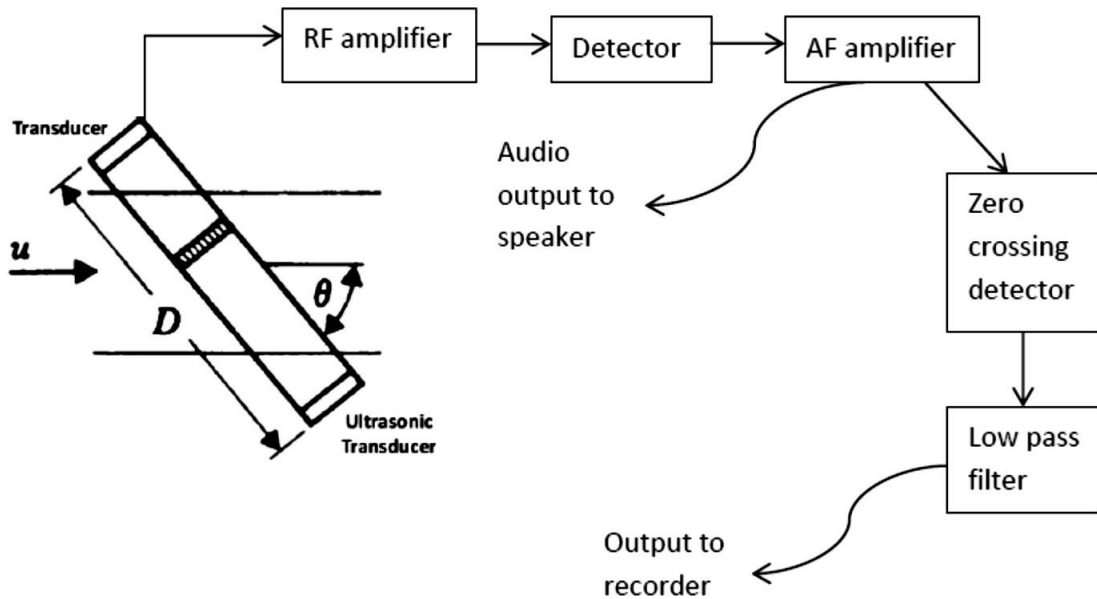 RF amplifier
Detector
AF amplifier
Transducer
Audio
output to
speaker
Zero
crossing
detector
u
θ
D
Ultrasonic
Transducer
Low pass
filter
Output to
recorder